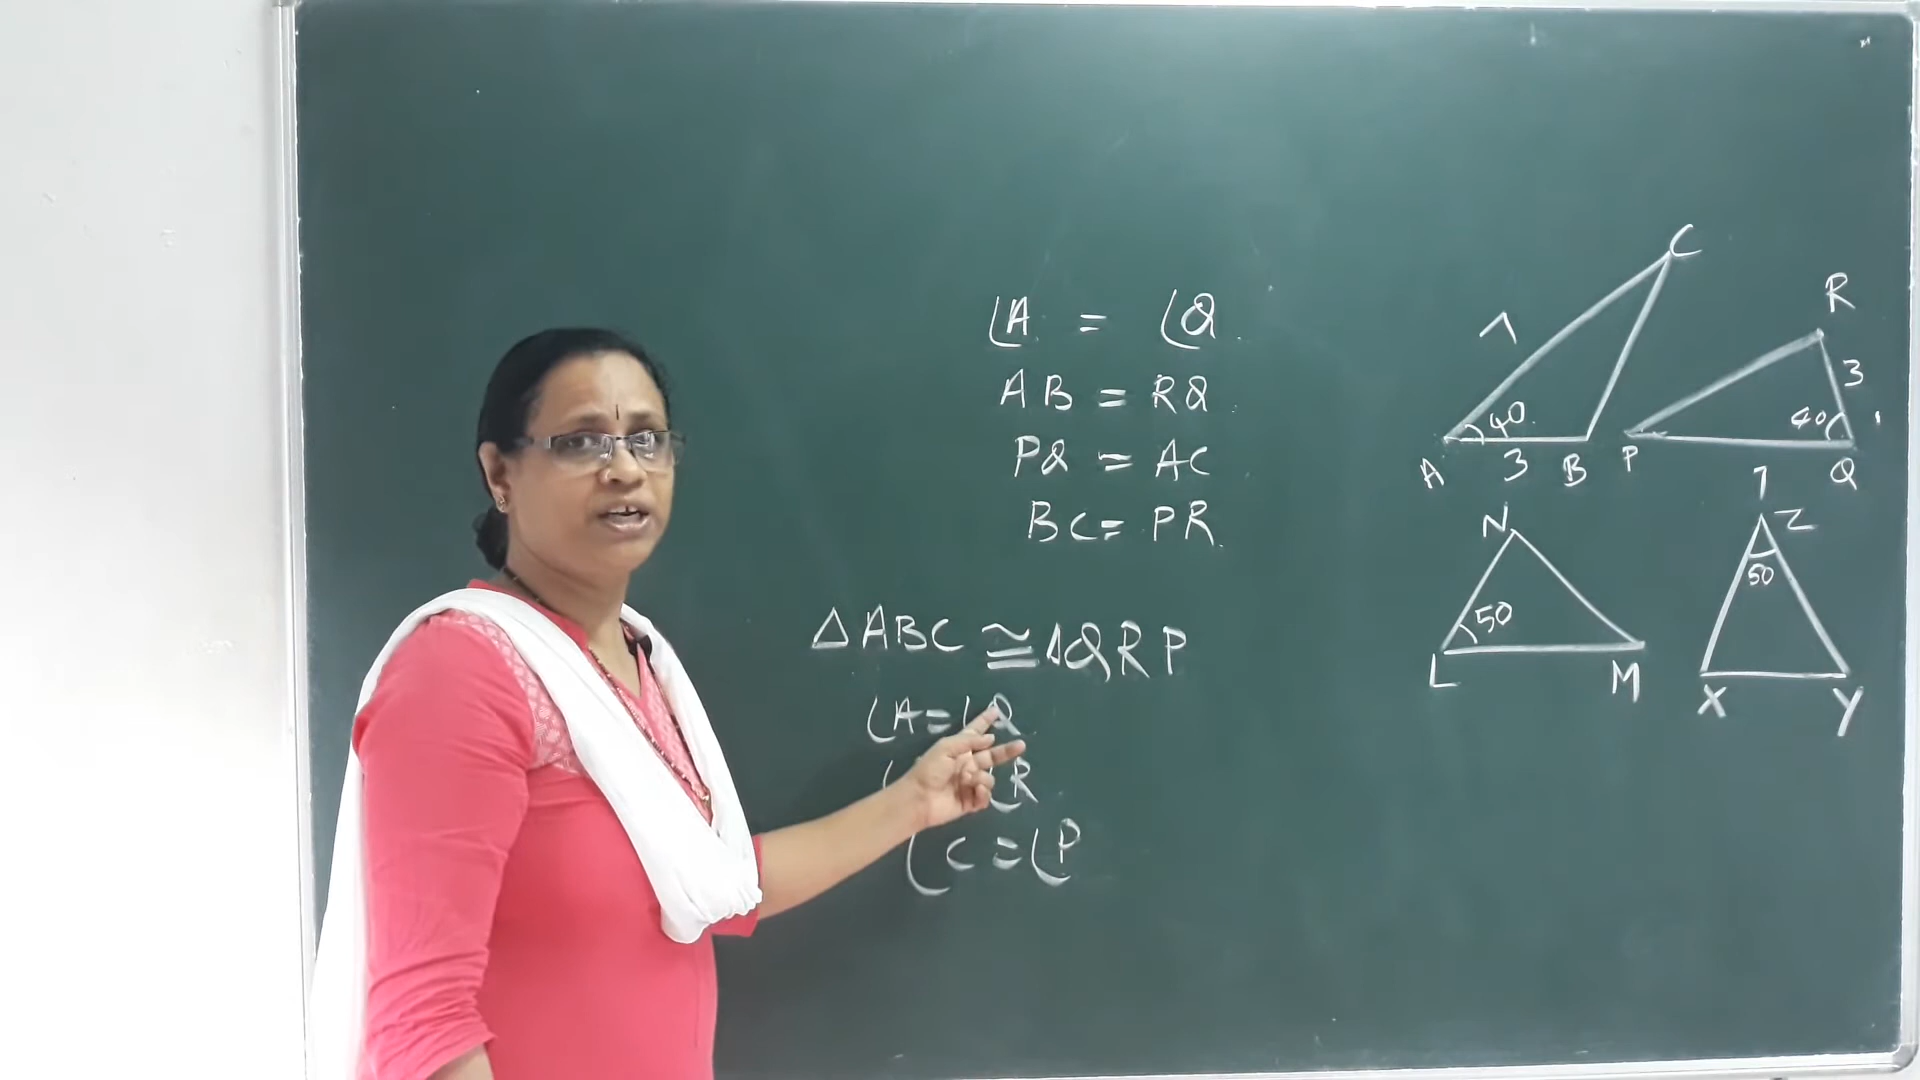 ∠A = ∠Q
AB = RQ
PQ = AC
BC = PR
△ABC ≅ △QRP
∠A = ∠Q
∠R
∠C = ∠P
C
7
40
A
3
B
R
3
40
P
7
Q
N
50
L
M
Z
50
X
Y